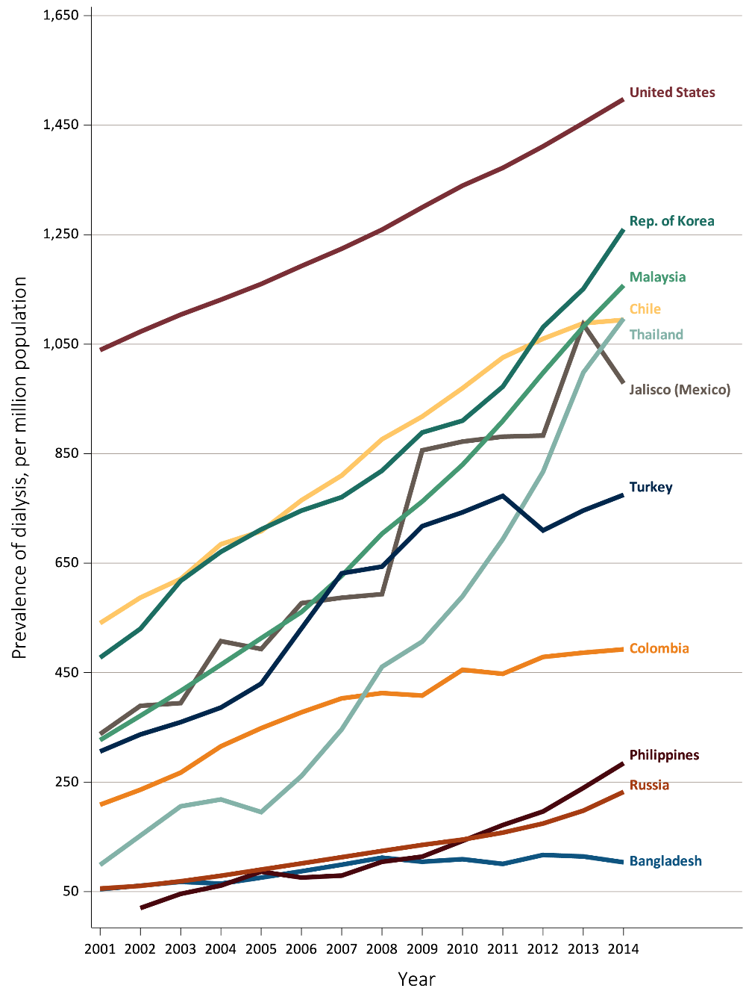 1,650
1,450
1,250
1,050
850
650
450
250
50
Prevalence of dialysis, per million population
United States
Rep. of Korea
Malaysia
Chile
Thailand
Jalisco (Mexico)
Turkey
Colombia
Philippines
Russia
Bangladesh
2001 2002 2003 2004 2005 2006 2007 2008 2009 2010 2011 2012 2013 2014
Year